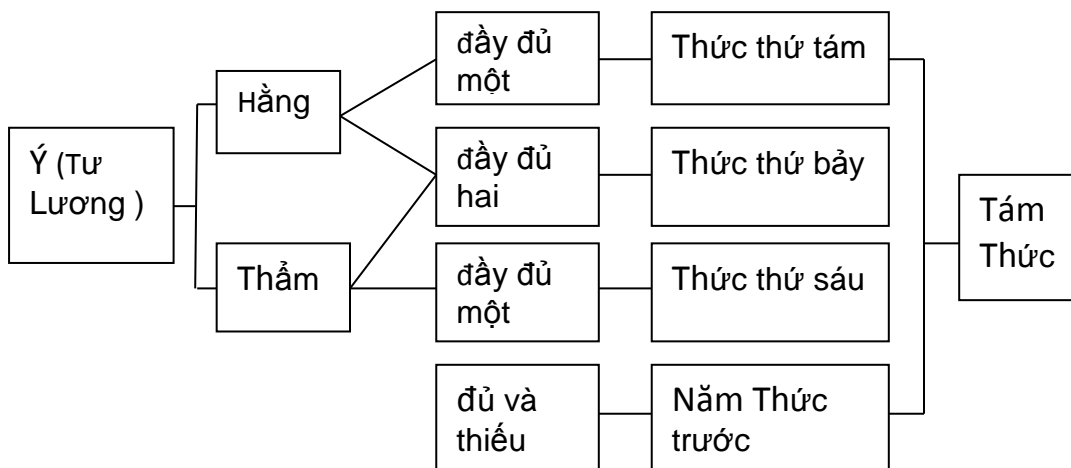 Ý (Tư
Lương )
Hằng
Thẩm
đầy đủ
một
đầy đủ
hai
đầy đủ
một
đủ và
thiếu
Thức thứ tám
Thức thứ bảy
Thức thứ sáu
Năm Thức
trước
Tám
Thức